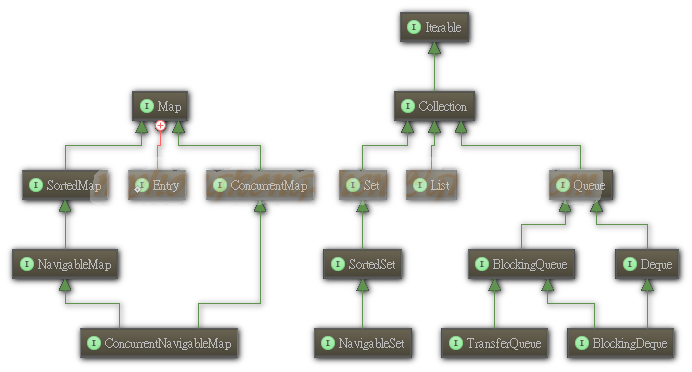 Iterable
Map
Collection
SortedMap
Entry
ConcurrentMap
Set
List
Queue
NavigableMap
SortedSet
BlockingQueue
Deque
ConcurrentNavigableMap
NavigableSet
TransferQueue
BlockingDeque